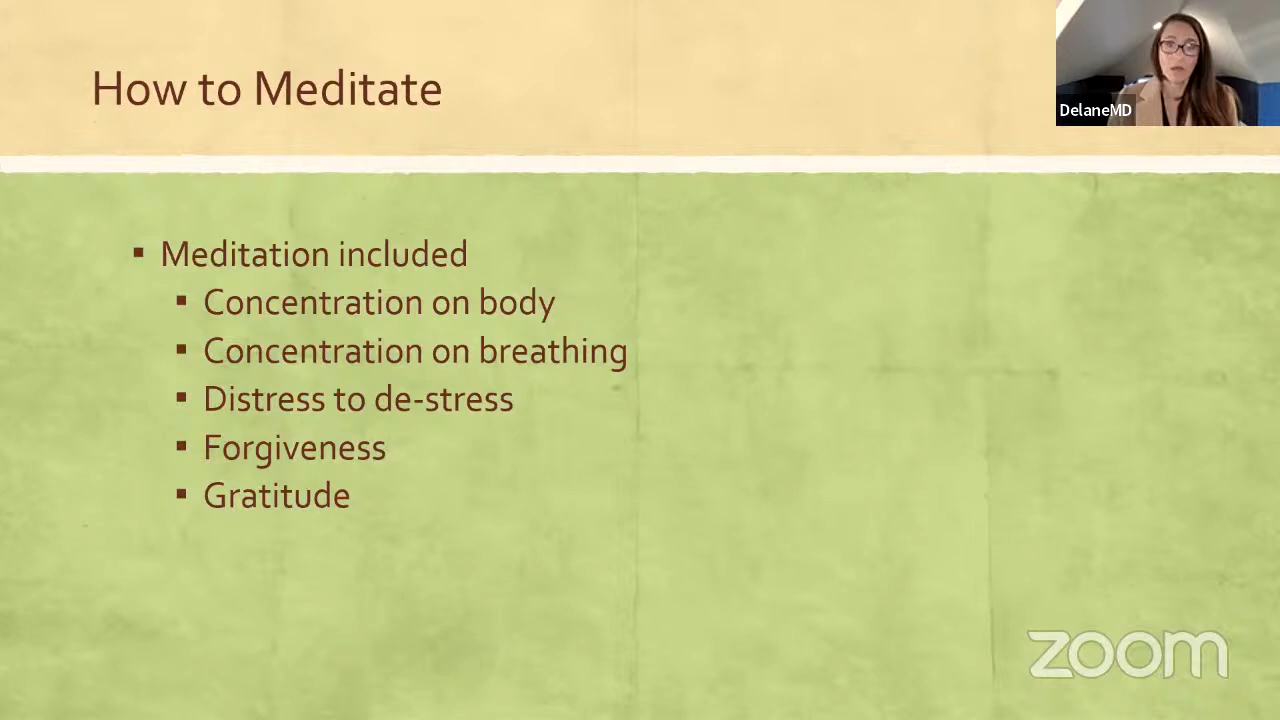 How to Meditate
DelaneMD
▪ Meditation included
▪ Concentration on body
▪ Concentration on breathing
▪ Distress to de-stress
▪ Forgiveness
▪ Gratitude
zoom